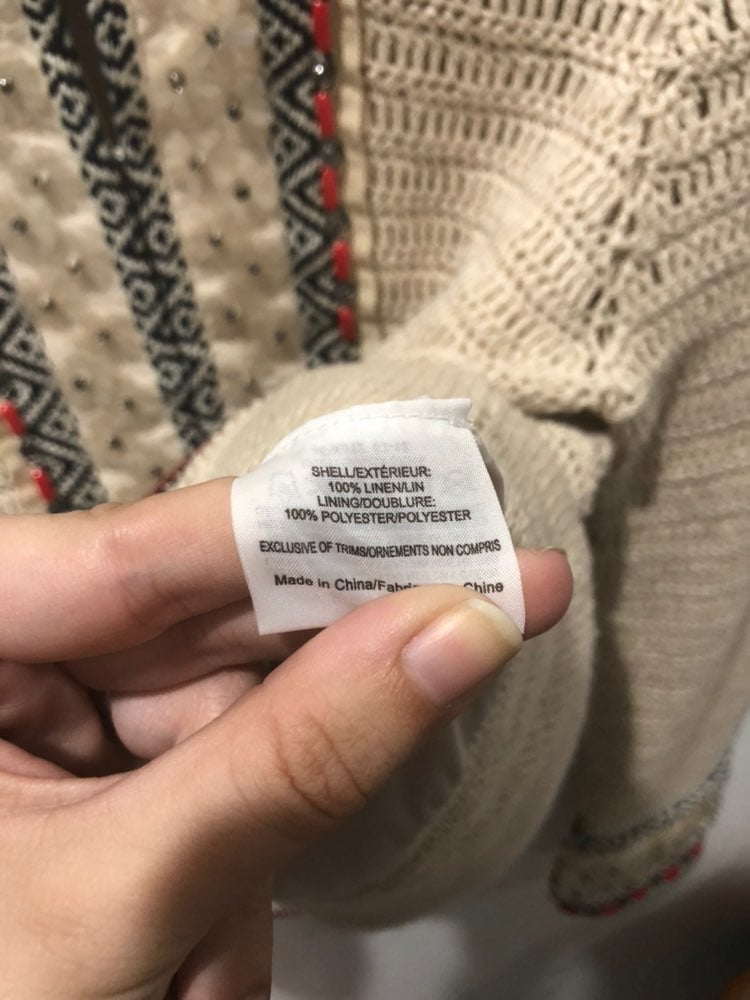 SHELL/EXTÉRIEUR:
100% LINEN/LIN
LINING/DOUBLURE:
100% POLYESTER/POLYESTER
EXCLUSIVE OF TRIMS/ORNEMENTS NON COMPRIS
Made in China/Fabri Chine